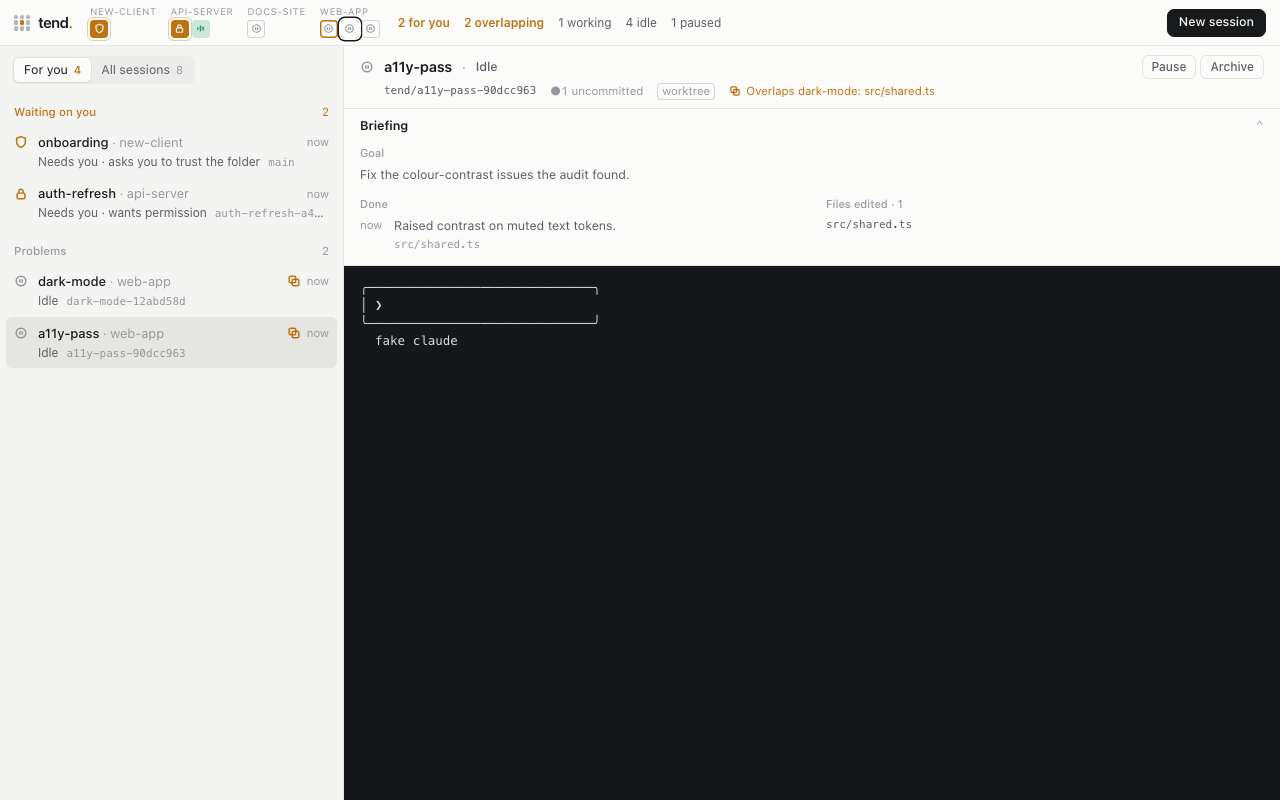 tend.
NEW-CLIENT API-SERVER DOCS-SITE WEB-APP
2 for you 2 overlapping 1 working 4 idle 1 paused
New session
For you 4 All sessions 8
Waiting on you 2
onboarding · new-client now
Needs you · asks you to trust the folder main
auth-refresh · api-server now
Needs you · wants permission auth-refresh-a4…
Problems 2
dark-mode · web-app now
Idle dark-mode-12abd58d
a11y-pass · web-app now
Idle a11y-pass-90dcc963
a11y-pass · Idle
Pause Archive
tend/a11y-pass-90dcc963 1 uncommitted worktree Overlaps dark-mode: src/shared.ts
Briefing
Goal
Fix the colour-contrast issues the audit found.
Done
now Raised contrast on muted text tokens.
src/shared.ts
Files edited · 1
src/shared.ts
❯
fake claude